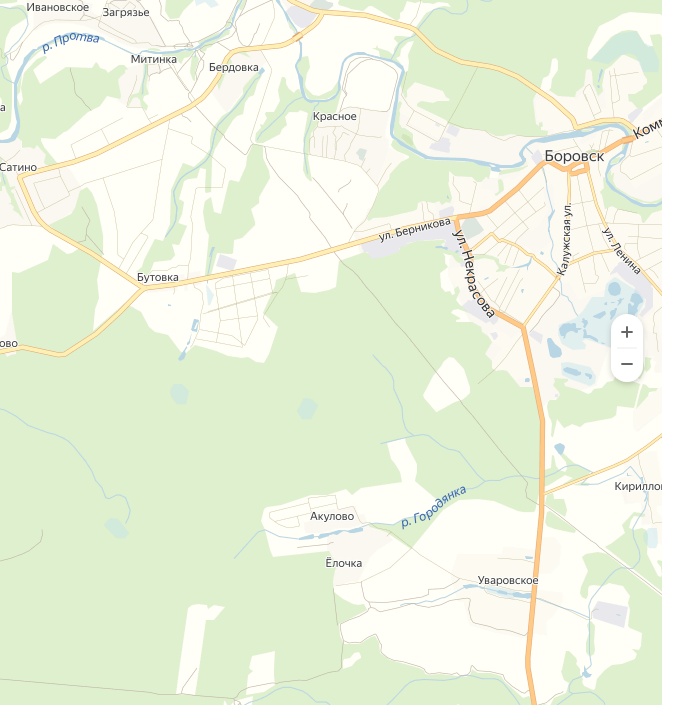 Ивановское
Загрязье
р. Протва
Митинка
Бердовка
Красное
Сатино
Боровск
ул. Берникова
Калужская ул.
ул. Ленина
ул. Некрасова
Бутовка
р. Городянка
Акулово
Ёлочка
Уваровское